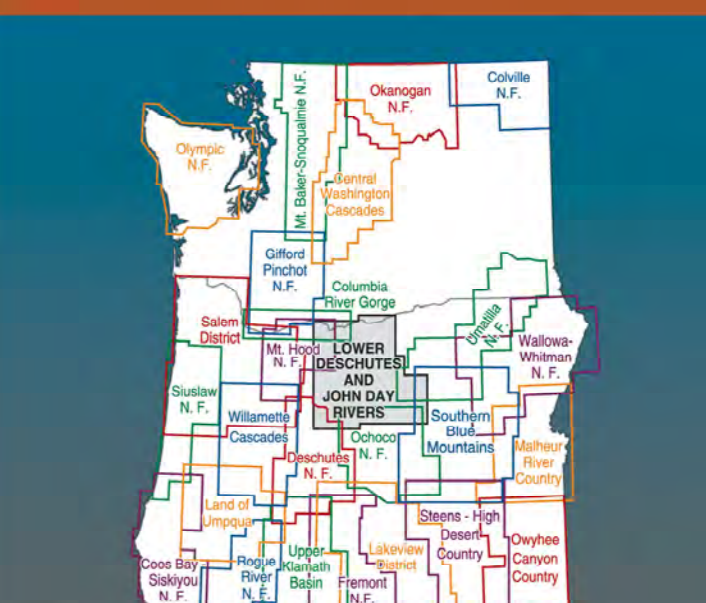 Mt. Baker-Snoqualmie N.F.
Okanogan
N.F.
Colville
N.F.
Olympic
N.F.
Central
Washington
Cascades
Gifford
Pinchot
N.F.
Columbia
River Gorge
Salem
District
Mt. Hood
N. F.
LOWER
DESCHUTES
AND
JOHN DAY
RIVERS
Umatilla
N. F.
Wallowa-
Whitman
N. F.
Siuslaw
N. F.
Willamette
Cascades
Ochoco
N. F.
Southern
Blue
Mountains
Deschutes
N. F.
Malheur
River
Country
Land of
Umpqua
Steens - High
Desert
Country
Owyhee
Canyon
Country
Coos Bay -
Siskiyou
N. F.
Rogue
River
N. F.
Upper
Klamath
Basin
Lakeview
District
Fremont
N.F.